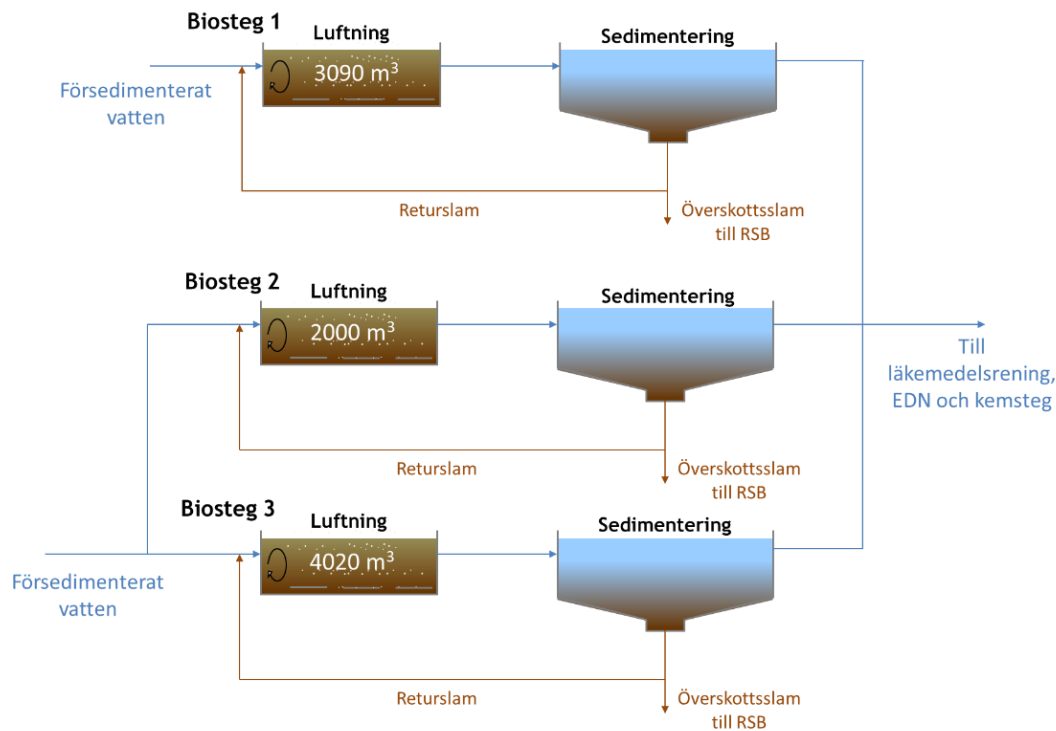 Biosteg 1
Luftning
Sedimentering
3090 m³
Försedimenterat
vatten
Returslam
Överskottsslam
till RSB
Biosteg 2
Luftning
Sedimentering
2000 m³
Till
läkemedelsrening,
EDN och kemsteg
Returslam
Överskottsslam
till RSB
Biosteg 3
Luftning
Sedimentering
4020 m³
Försedimenterat
vatten
Returslam
Överskottsslam
till RSB